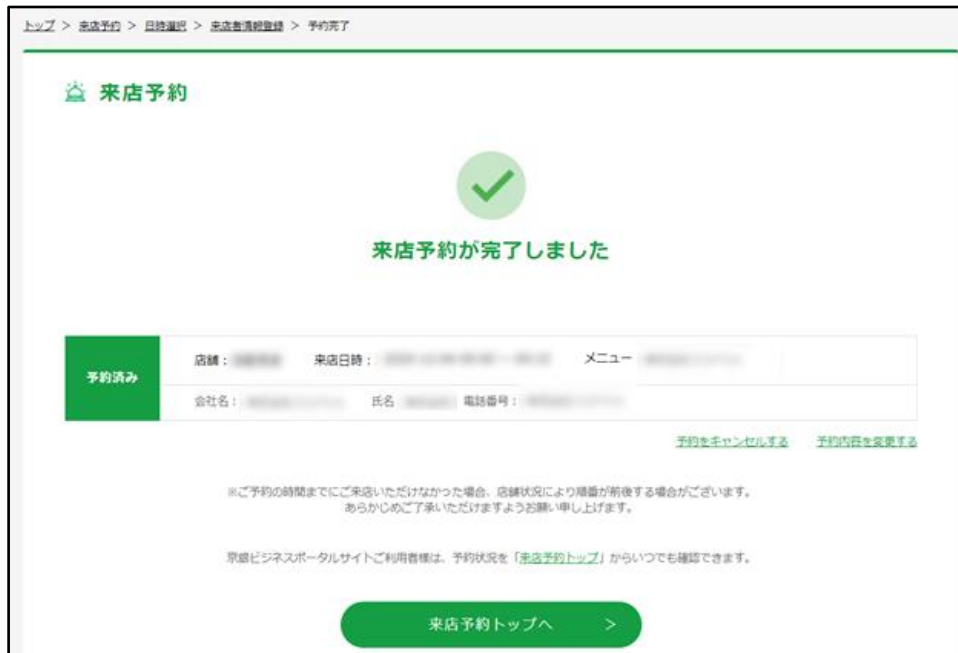 トップ > 来店予約 > 日時選択 > 来店者情報登録 > 予約完了
来店予約
来店予約が完了しました
予約済み
店舗： 来店日時： メニュー
会社名： 氏名 電話番号：
予約をキャンセルする 予約内容を変更する
※ご予約の時間までにご来店いただけなかった場合、店舗状況により順番が前後する場合がございます。
あらかじめご了承いただけますようお願い申し上げます。
京銀ビジネスポータルサイトご利用者様は、予約状況を「来店予約トップ」からいつでも確認できます。
来店予約トップへ >